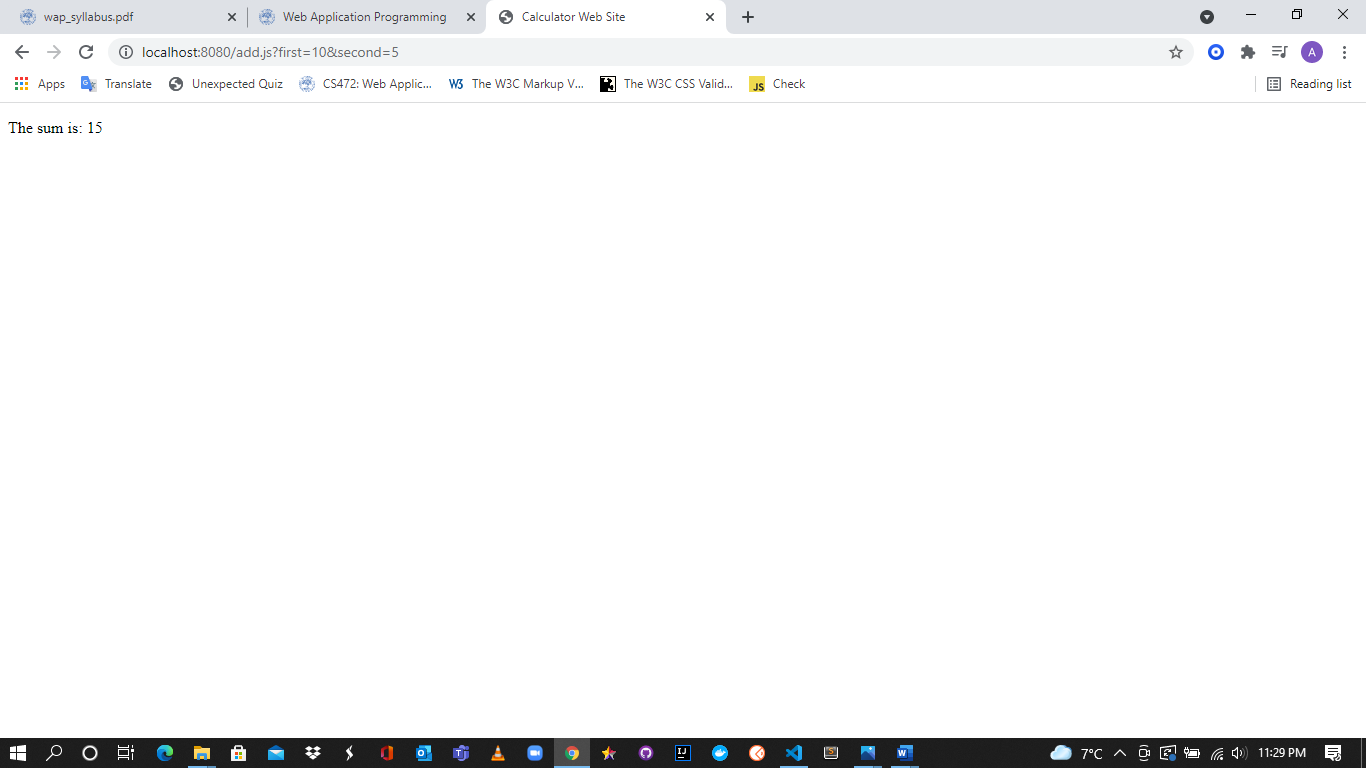 wap_syllabus.pdf Web Application Programming Calculator Web Site
localhost:8080/add.js?first=10&second=5 A
Apps Translate Unexpected Quiz CS472: Web Applic... W3 The W3C Markup V... The W3C CSS Valid... JS Check Reading list
The sum is: 15
7°C 11:29 PM